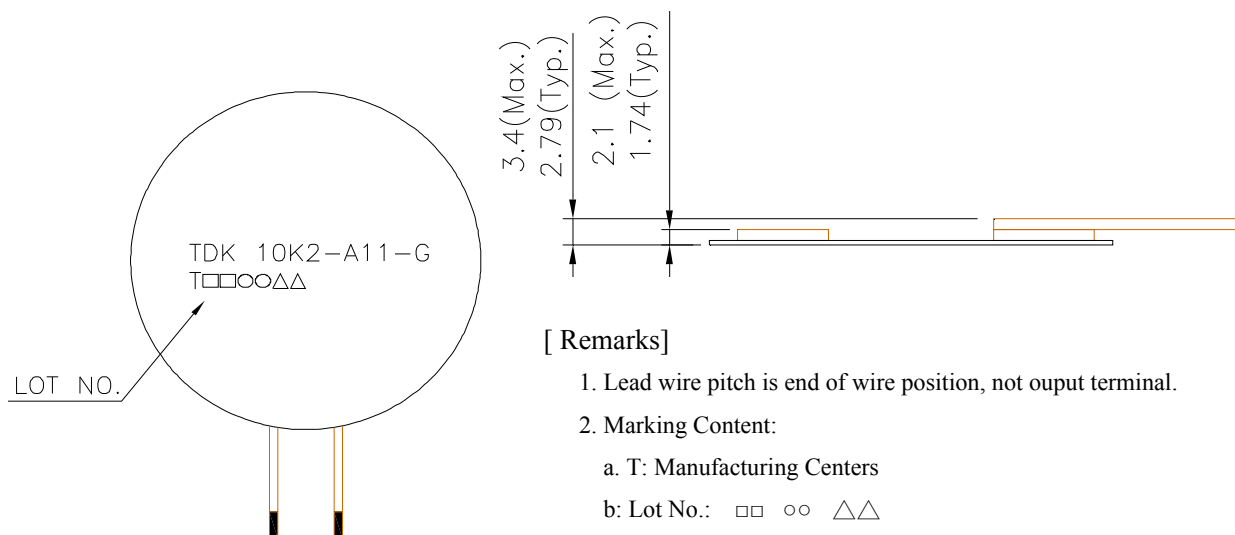 3.4(Max.)
2.79(Typ.)
2.1 (Max.)
1.74(Typ.)
TDK 10K2-A11-G
T□□○○△△
LOT NO.
[ Remarks]
1. Lead wire pitch is end of wire position, not ouput terminal.
2. Marking Content:
a. T: Manufacturing Centers
b: Lot No.: □□ ○○ △△